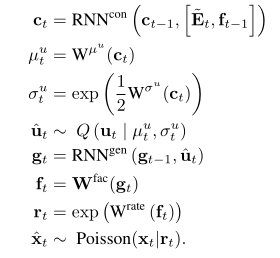 c_t = RNN^con (c_{t−1}, [Ẽ_t, f_{t−1}])
μ_t^u = W^{μ^u}(c_t)
σ_t^u = exp(1/2 W^{σ^u}(c_t))
û_t ∼ Q(u_t | μ_t^u, σ_t^u)
g_t = RNN^gen (g_{t−1}, û_t)
f_t = W^fac(g_t)
r_t = exp(W^rate (f_t))
x̂_t ∼ Poisson(x_t|r_t).